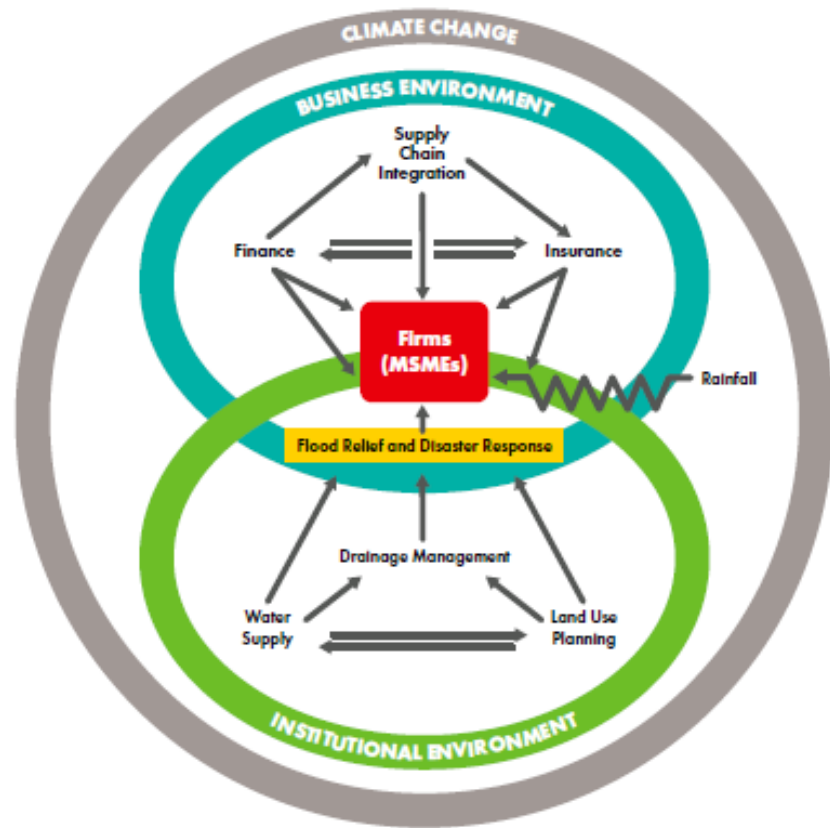 CLIMATE CHANGE
BUSINESS ENVIRONMENT
Supply
Chain
Integration
Finance
Insurance
Firms
(MSMEs)
Rainfall
Flood Relief and Disaster Response
Drainage Management
Water
Supply
Land Use
Planning
INSTITUTIONAL ENVIRONMENT